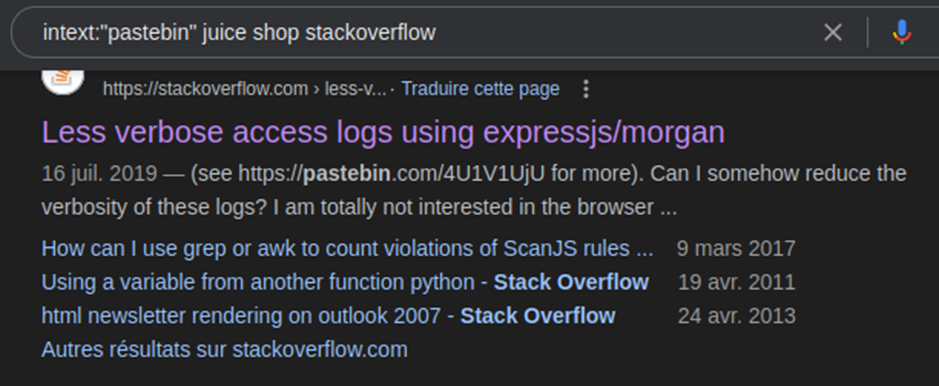 intext:"pastebin" juice shop stackoverflow
https://stackoverflow.com › less-v... · Traduire cette page
Less verbose access logs using expressjs/morgan
16 juil. 2019 — (see https://pastebin.com/4U1V1UjU for more). Can I somehow reduce the
verbosity of these logs? I am totally not interested in the browser ...
How can I use grep or awk to count violations of ScanJS rules ... 9 mars 2017
Using a variable from another function python - Stack Overflow 19 avr. 2011
html newsletter rendering on outlook 2007 - Stack Overflow 24 avr. 2013
Autres résultats sur stackoverflow.com